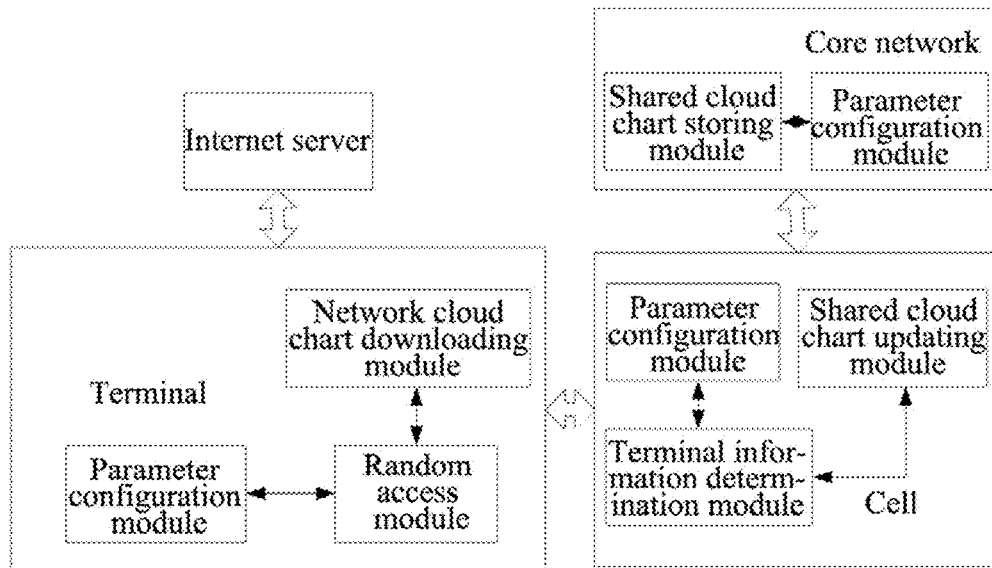 Core network
Shared cloud
chart storing
module
Parameter
configuration
module
Internet server
Network cloud
chart downloading
module
Terminal
Parameter
configuration
module
Random
access
module
Parameter
configuration
module
Shared cloud
chart updating
module
Terminal infor-
mation determ-
ination module
Cell